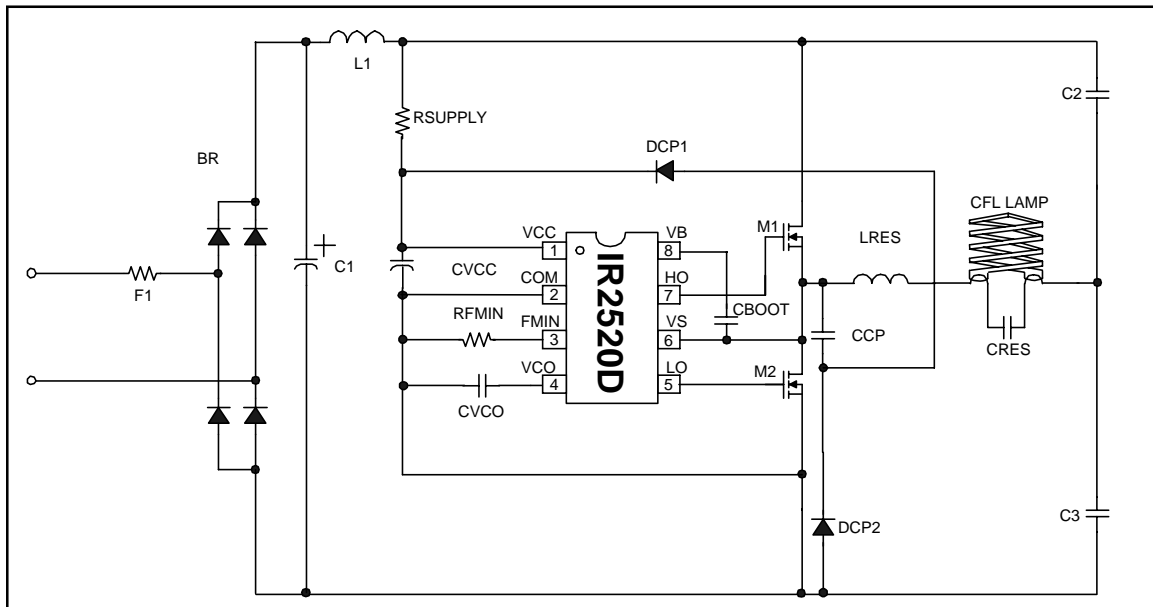 L1
C2
RSUPPLY
DCP1
BR
CFL LAMP
M1
LRES
VCC
VB
1
8
C1
CVCC
IR2520D
COM
HO
2
7
CBOOT
RFMIN
FMIN
VS
3
6
CCP
F1
CRES
VCO
LO
M2
4
5
CVCO
C3
DCP2